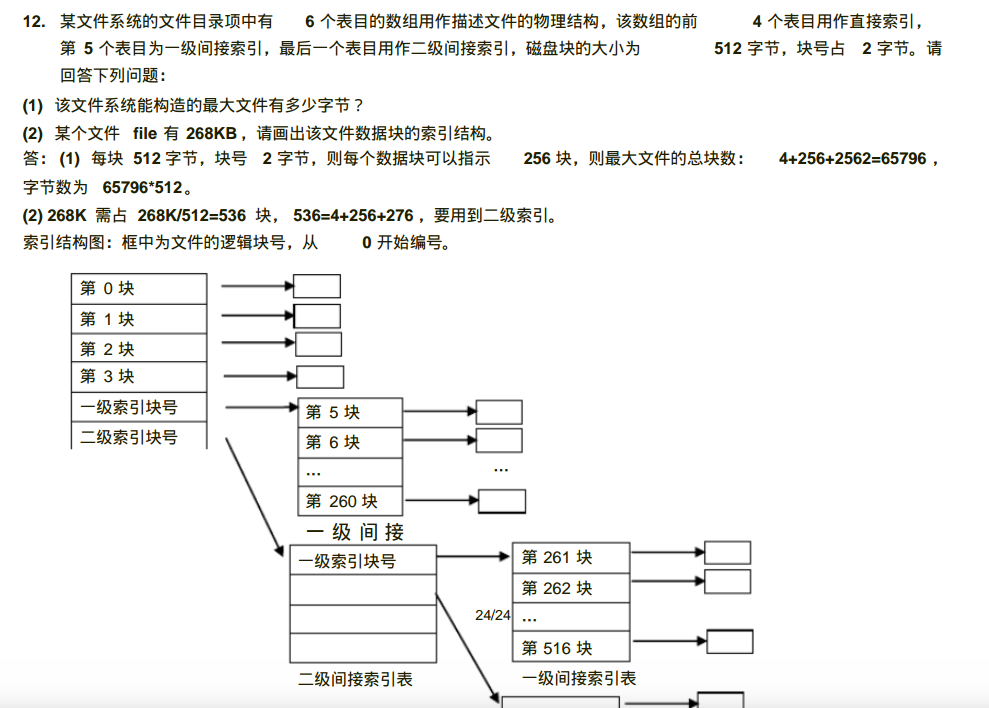 12. 某文件系统的文件目录项中有 6 个表目的数组用作描述文件的物理结构，该数组的前 4 个表目用作直接索引，
第 5 个表目为一级间接索引，最后一个表目用作二级间接索引，磁盘块的大小为 512 字节，块号占 2 字节。请
回答下列问题：
(1) 该文件系统能构造的最大文件有多少字节？
(2) 某个文件 file 有 268KB，请画出该文件数据块的索引结构。
答：(1) 每块 512 字节，块号 2 字节，则每个数据块可以指示 256 块，则最大文件的总块数： 4+256+2562=65796，
字节数为 65796*512。
(2) 268K 需占 268K/512=536 块， 536=4+256+276，要用到二级索引。
索引结构图：框中为文件的逻辑块号，从 0 开始编号。
第 0 块
第 1 块
第 2 块
第 3 块
一级索引块号
二级索引块号
第 5 块
第 6 块
...
第 260 块
...
一 级 间 接
一级索引块号
第 261 块
第 262 块
24/24
...
第 516 块
二级间接索引表
一级间接索引表